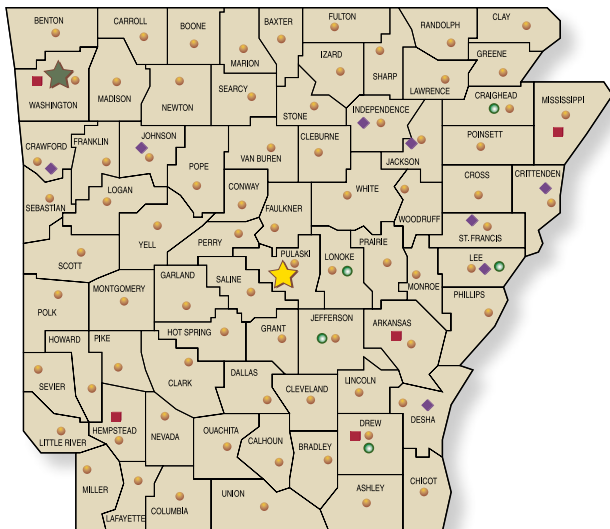 BENTON
CARROLL
BOONE
BAXTER
FULTON
RANDOLPH
CLAY
MARION
IZARD
SHARP
GREENE
LAWRENCE
WASHINGTON
MADISON
NEWTON
SEARCY
STONE
INDEPENDENCE
CRAIGHEAD
MISSISSIPPI
CRAWFORD
FRANKLIN
JOHNSON
POPE
VAN BUREN
CLEBURNE
JACKSON
POINSETT
SEBASTIAN
LOGAN
CONWAY
FAULKNER
WHITE
WOODRUFF
CROSS
CRITTENDEN
ST. FRANCIS
SCOTT
YELL
PERRY
PULASKI
LONOKE
PRAIRIE
MONROE
LEE
PHILLIPS
POLK
MONTGOMERY
GARLAND
SALINE
HOT SPRING
GRANT
JEFFERSON
ARKANSAS
HOWARD
PIKE
CLARK
DALLAS
CLEVELAND
LINCOLN
DESHA
SEVIER
LITTLE RIVER
HEMPSTEAD
NEVADA
OUACHITA
CALHOUN
BRADLEY
DREW
MILLER
LAFAYETTE
COLUMBIA
UNION
ASHLEY
CHICOT